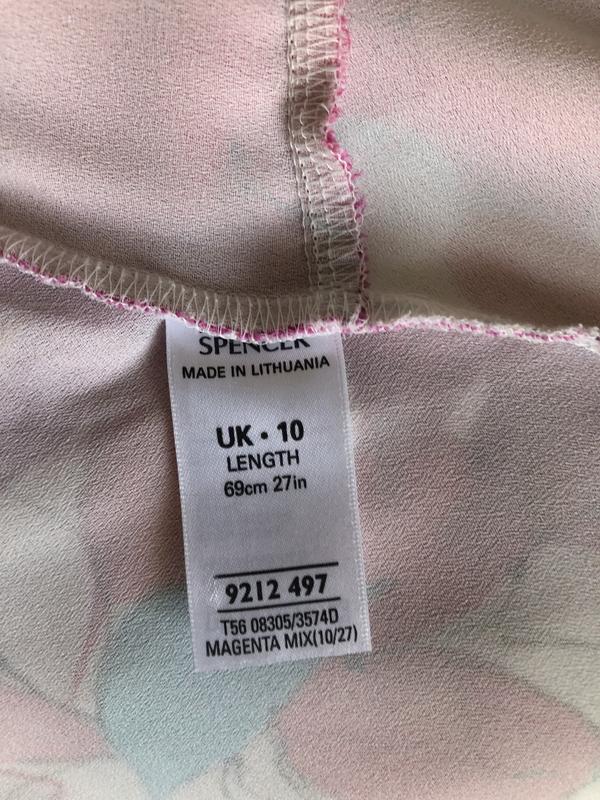 SPENCER
MADE IN LITHUANIA
UK • 10
LENGTH
69cm 27in
9212 497
T56 08305/3574D
MAGENTA MIX(10/27)